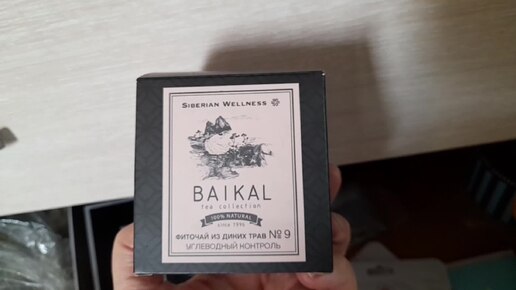 SIBERIAN WELLNESS
BAIKAL
tea collection
100% NATURAL
since 1996
ФИТОЧАЙ ИЗ ДИКИХ ТРАВ № 9
УГЛЕВОДНЫЙ КОНТРОЛЬ